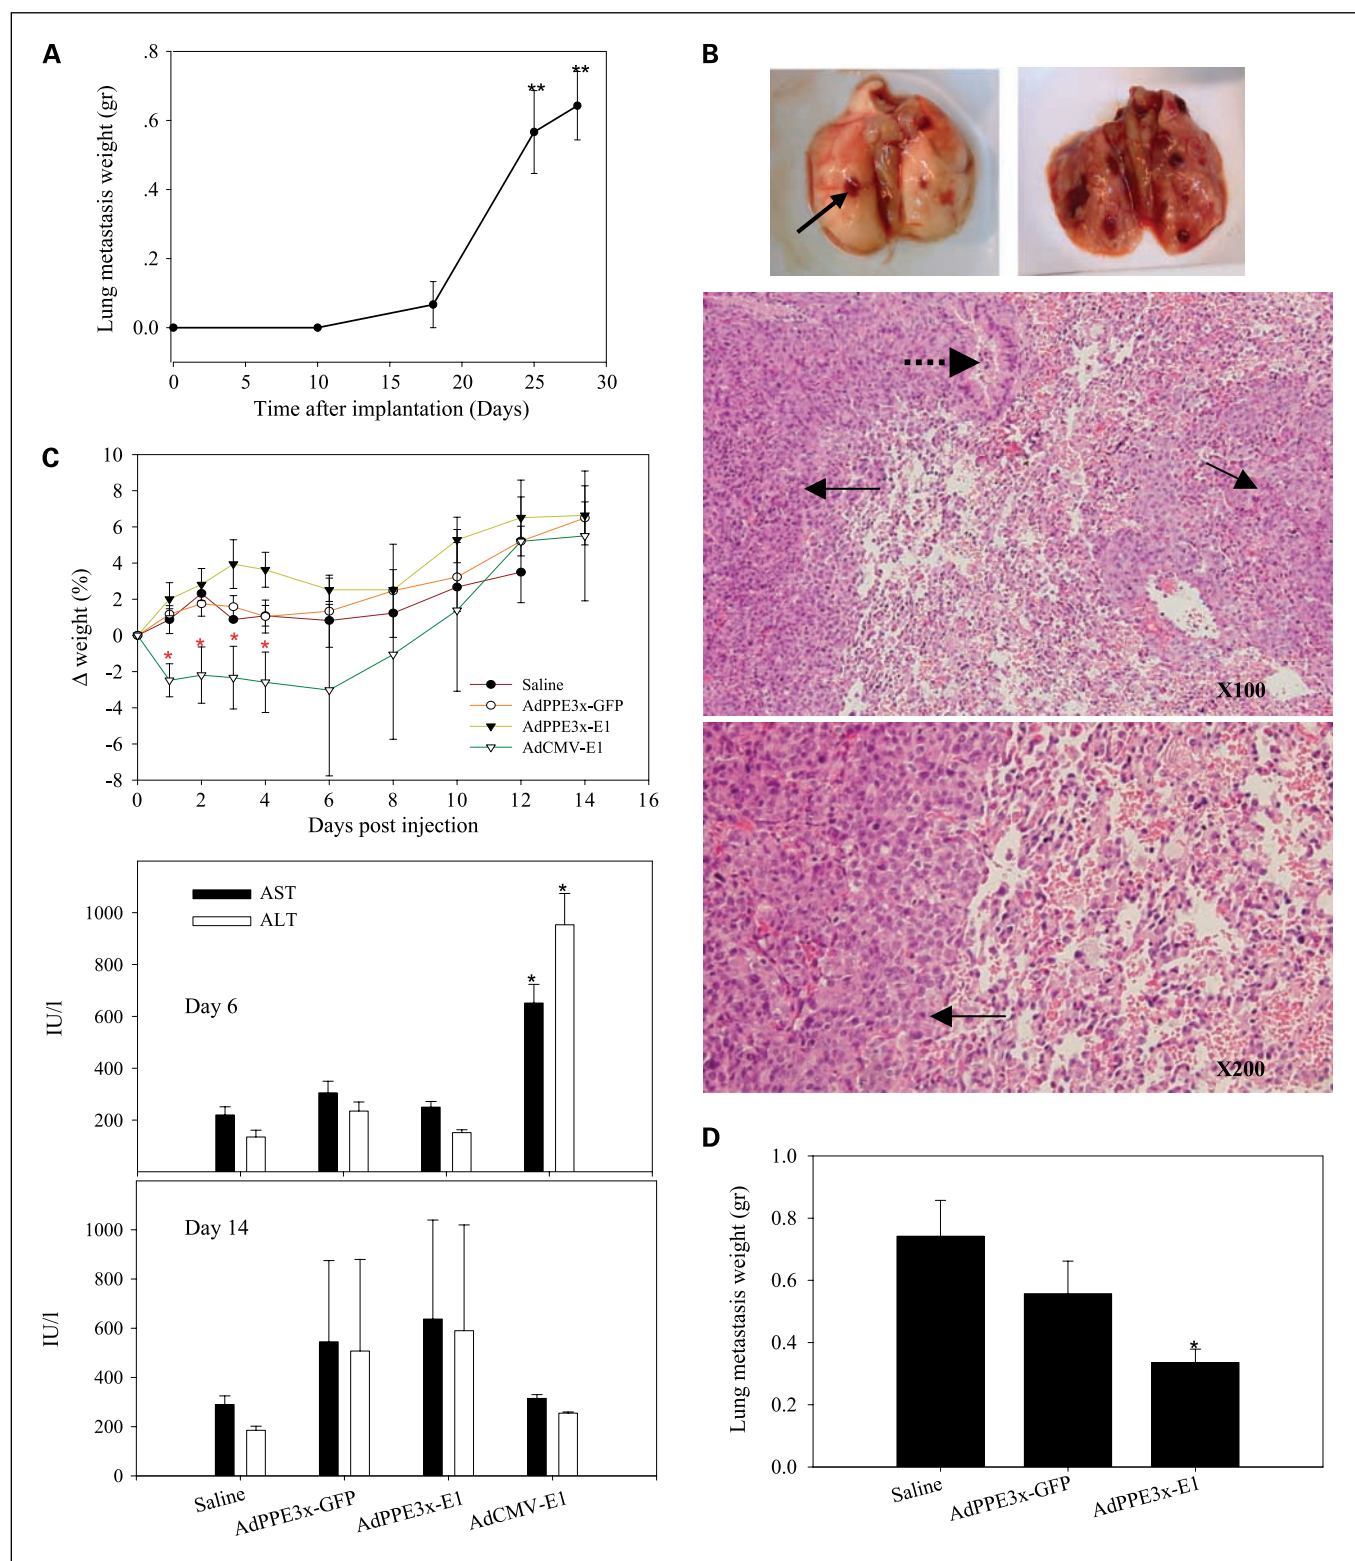 A
.8
.6
.4
.2
0.0
Lung metastasis weight (gr)
** **
0 5 10 15 20 25 30
Time after implantation (Days)
B
X100
X200
C
10
8
6
4
2
0
-2
-4
-6
-8
Δ weight (%)
* * * *
Saline
AdPPE3x-GFP
AdPPE3x-E1
AdCMV-E1
0 2 4 6 8 10 12 14 16
Days post injection
AST
ALT
1000
800
600
400
200
IU/l
Day 6
* *
Day 14
1000
800
600
400
200
0
IU/l
Saline AdPPE3x-GFP AdPPE3x-E1 AdCMV-E1
D
1.0
0.8
0.6
0.4
0.2
0.0
Lung metastasis weight (gr)
*
Saline AdPPE3x-GFP AdPPE3x-E1